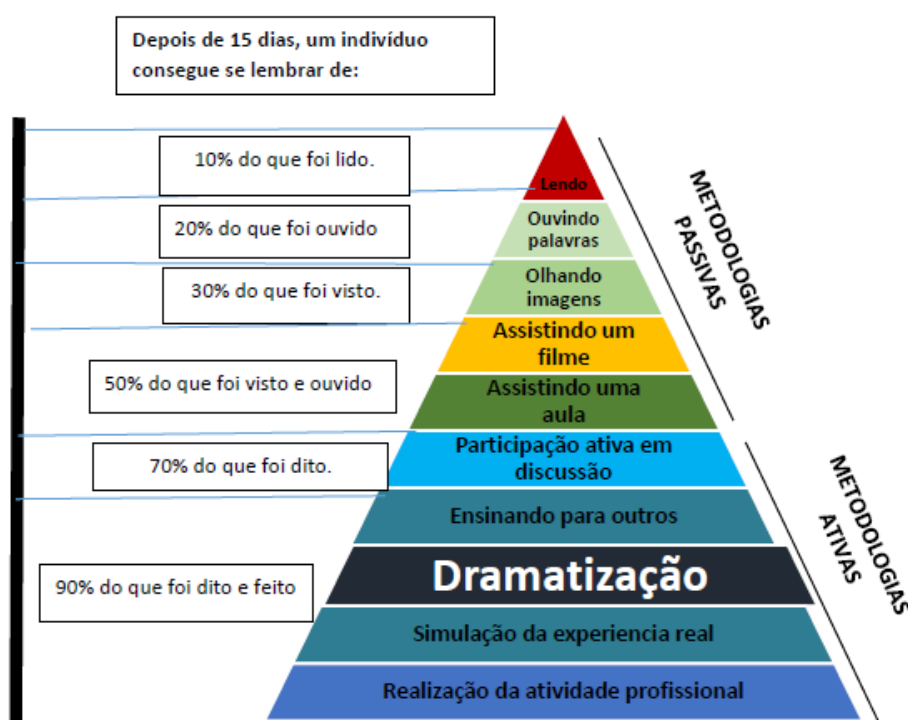 Depois de 15 dias, um indivíduo
consegue se lembrar de:
10% do que foi lido.
Lendo
20% do que foi ouvido
Ouvindo
palavras
30% do que foi visto.
Olhando
imagens
Assistindo um
filme
50% do que foi visto e ouvido
Assistindo uma
aula
METODOLOGIAS
PASSIVAS
70% do que foi dito.
Participação ativa em
discussão
Ensinando para outros
90% do que foi dito e feito
Dramatização
Simulação da experiencia real
Realização da atividade profissional
METODOLOGIAS
ATIVAS